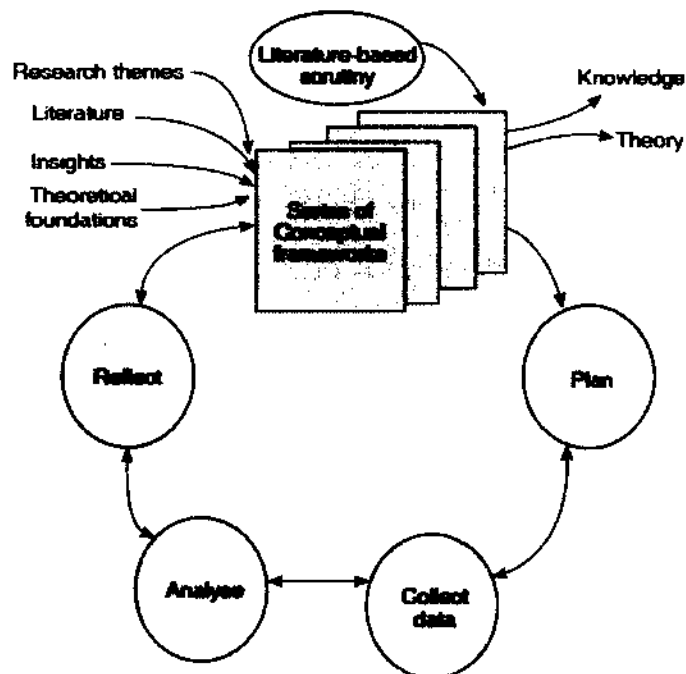 Literature-based
scrutiny
Research themes
Literature
Insights
Theoretical
foundations
Knowledge
Theory
Series of
Conceptual
frameworks
Reflect
Plan
Analyse
Collect
data